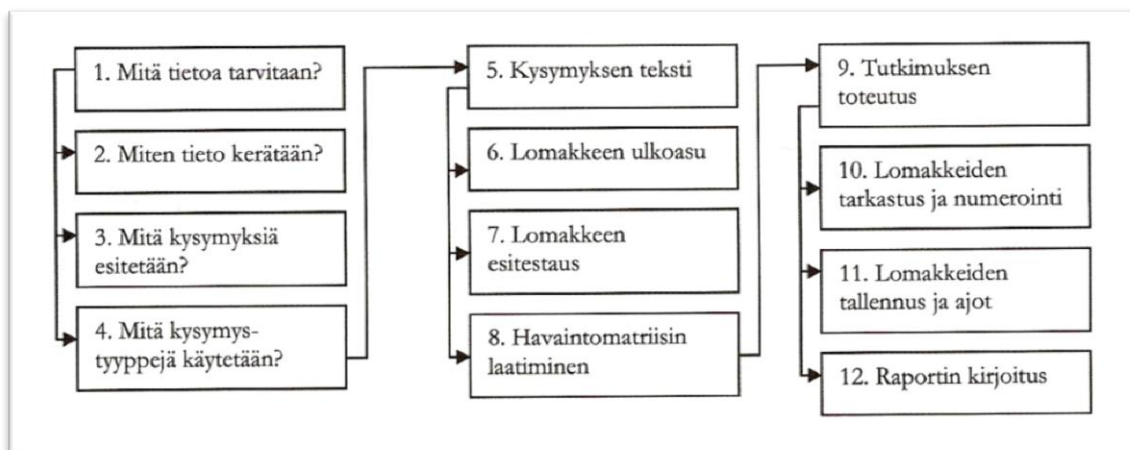 1. Mitä tietoa tarvitaan?
2. Miten tieto kerätään?
3. Mitä kysymyksiä
esitetään?
4. Mitä kysymys-
tyyppejä käytetään?
5. Kysymyksen teksti
6. Lomakkeen ulkoasu
7. Lomakkeen
esitestaus
8. Havaintomatriisin
laatiminen
9. Tutkimuksen
toteutus
10. Lomakkeiden
tarkastus ja numerointi
11. Lomakkeiden
tallennus ja ajot
12. Raportin kirjoitus